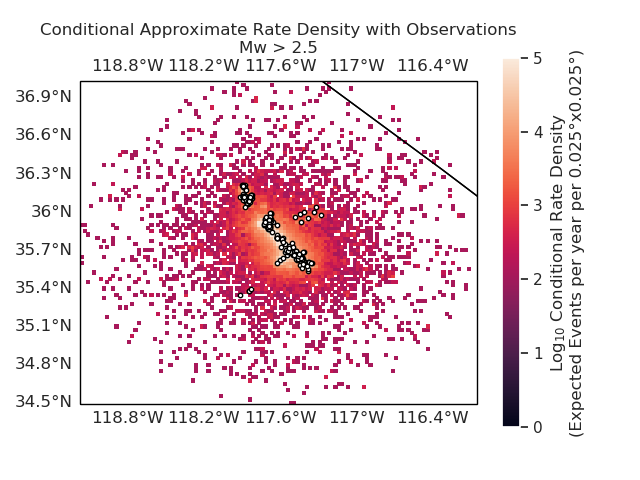 Conditional Approximate Rate Density with Observations
Mw > 2.5
118.8°W 118.2°W 117.6°W 117°W 116.4°W
36.9°N
36.6°N
36.3°N
36°N
35.7°N
35.4°N
35.1°N
34.8°N
34.5°N
118.8°W 118.2°W 117.6°W 117°W 116.4°W
5
4
3
2
1
0
Log₁₀ Conditional Rate Density
(Expected Events per year per 0.025°x0.025°)